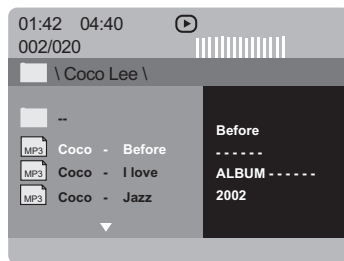 01:42 04:40
002/020
\ Coco Lee \
--
MP3 Coco - Before
MP3 Coco - I love
MP3 Coco - Jazz
Before
- - - - - -
ALBUM - - - - - -
2002